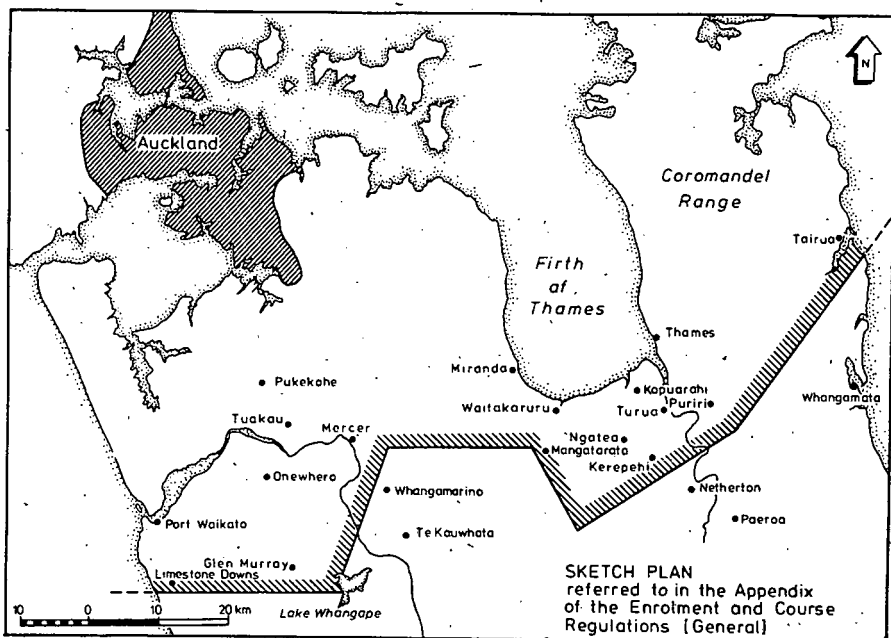 N
Auckland
Coromandel
Range
Tairua
Firth
of
Thames
Thames
Miranda
Pukekohe
Kopuarahi
Whangamata
Waitakaruru
Turua
Puriri
Tuakau
Mercer
Ngatea
Mangatarata
Kerepehi
Onewhero
Whangamarino
Netherton
Port Waikato
Te Kauwhata
Paeroa
Glen Murray
Limestone Downs
Lake Whangape
10 0 10 20 km
SKETCH PLAN
referred to in the Appendix
of the Enrotment and Course
Regulations (General)